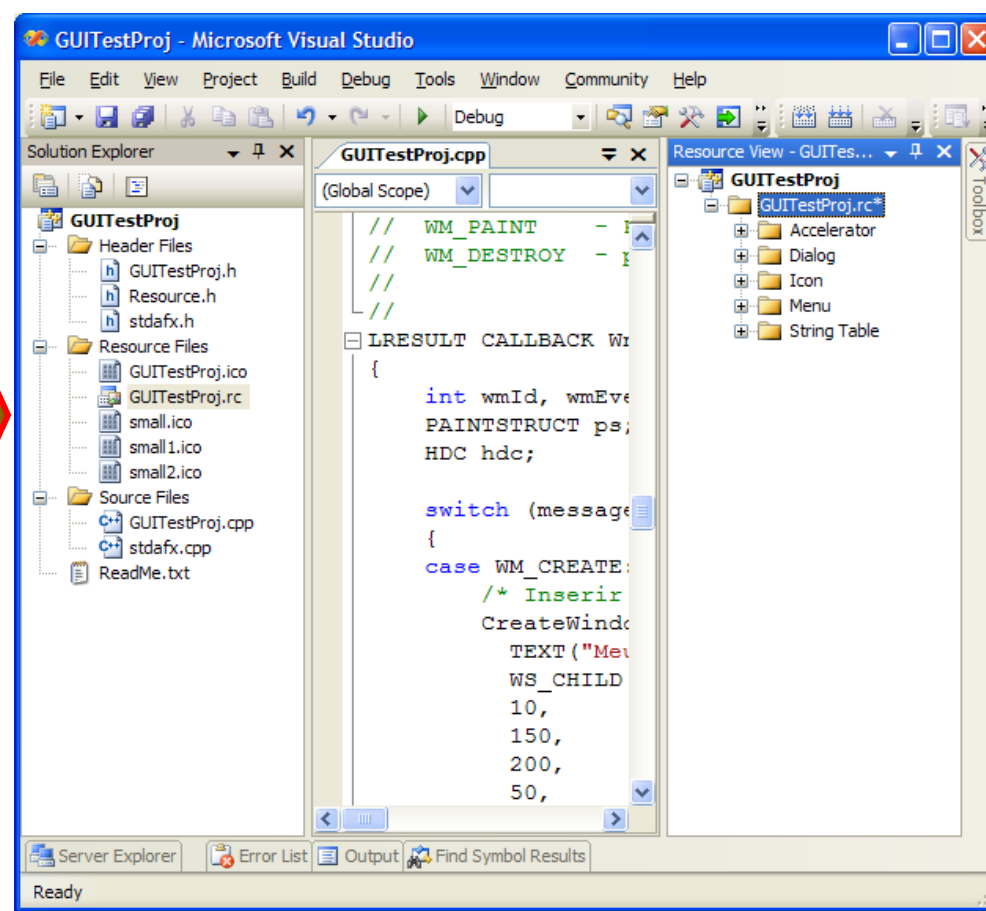 GUITestProj - Microsoft Visual Studio
File Edit View Project Build Debug Tools Window Community Help
Debug
Solution Explorer
GUITestProj
Header Files
GUITestProj.h
Resource.h
stdafx.h
Resource Files
GUITestProj.ico
GUITestProj.rc
small.ico
small1.ico
small2.ico
Source Files
GUITestProj.cpp
stdafx.cpp
ReadMe.txt
GUITestProj.cpp
(Global Scope)
// WM_PAINT -
// WM_DESTROY -
//
//
LRESULT CALLBACK
{
int wmId,
PAINTSTRUCT ps;
HDC hdc;
switch (message
{
case WM_CREATE:
/* Inserir
TEXT("Meu
WS_CHILD
10,
150,
200,
50,
Resource View - GUITes...
GUITestProj
GUITestProj.rc*
Accelerator
Dialog
Icon
Menu
String Table
Toolbox
Server Explorer Error List Output Find Symbol Results
Ready